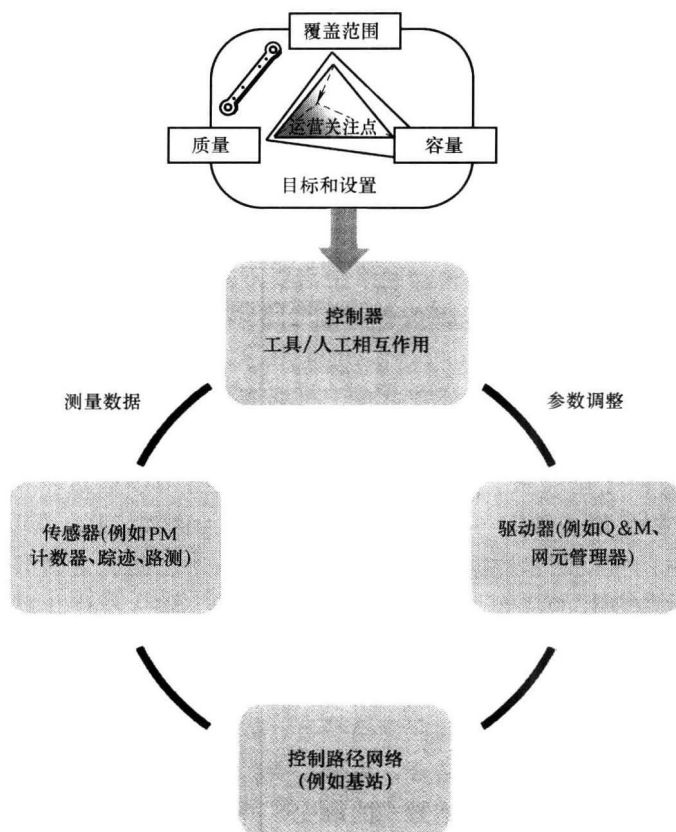 覆盖范围
运营关注点
质量
容量
目标和设置
控制器
工具/人工相互作用
测量数据
参数调整
传感器(例如PM
计数器、踪迹、路测)
驱动器(例如Q&M、
网元管理器)
控制路径网络
(例如基站)